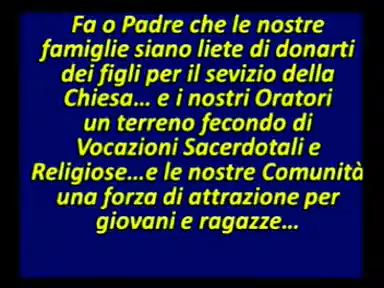 Fa o Padre che le nostre
famiglie siano liete di donarti
dei figli per il sevizio della
Chiesa... e i nostri Oratori
un terreno fecondo di
Vocazioni Sacerdotali e
Religiose...e le nostre Comunità
una forza di attrazione per
giovani e ragazze...